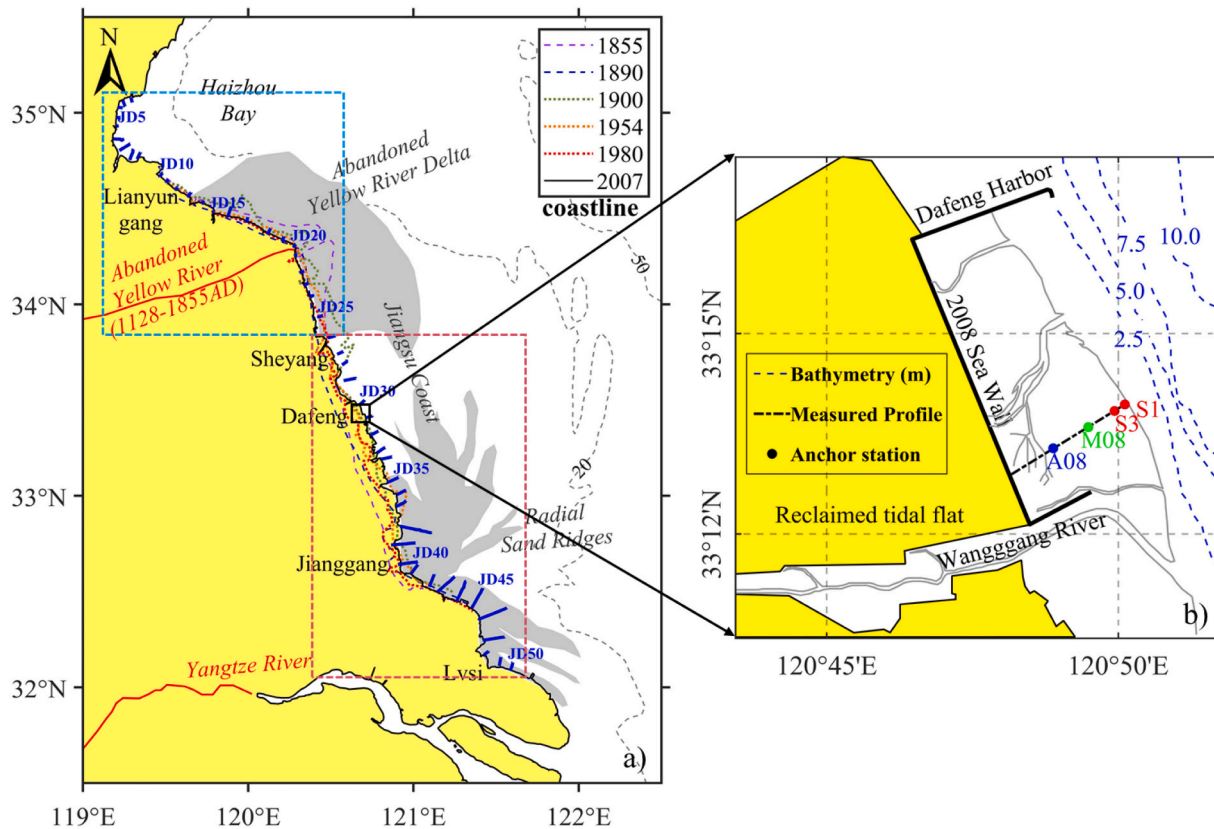 N
Haizhou
Bay
1855
1890
1900
1954
1980
2007
coastline
35°N
34°N
33°N
32°N
JD5
JD10
Lianyun
gang
JD15
JD20
Abandoned
Yellow River Delta
Abandoned
Yellow River
(1128-1855AD)
JD25
Jiangsu Coast
50
Sheyang
JD30
Dafeng
JD35
20
Radial
Sand Ridges
Jianggang
JD40
JD45
JD50
Lvsi
Yangtze River
a)
119°E
120°E
121°E
122°E
Dafeng Harbor
7.5
10.0
5.0
2.5
33°15'N
2008 Sea Wall
Bathymetry (m)
Measured Profile
Anchor station
S1
S3
M08
A08
Reclaimed tidal flat
33°12'N
Wangggang River
b)
120°45'E
120°50'E